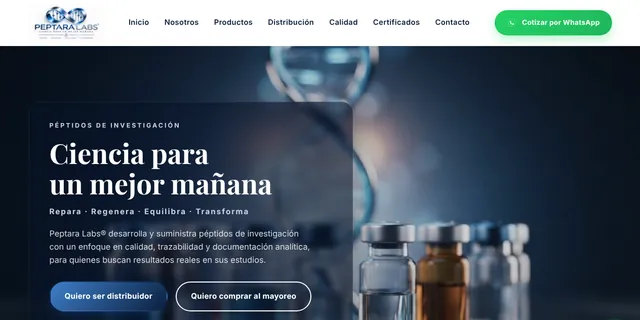 PEPTARA LABS
Inicio Nosotros Productos Distribución Calidad Certificados Contacto Cotizar por WhatsApp
PÉPTIDOS DE INVESTIGACIÓN
Ciencia para
un mejor mañana
Repara · Regenera · Equilibra · Transforma
Peptara Labs® desarrolla y suministra péptidos de investigación
con un enfoque en calidad, trazabilidad y documentación analítica,
para quienes buscan resultados reales en sus estudios.
Quiero ser distribuidor Quiero comprar al mayoreo